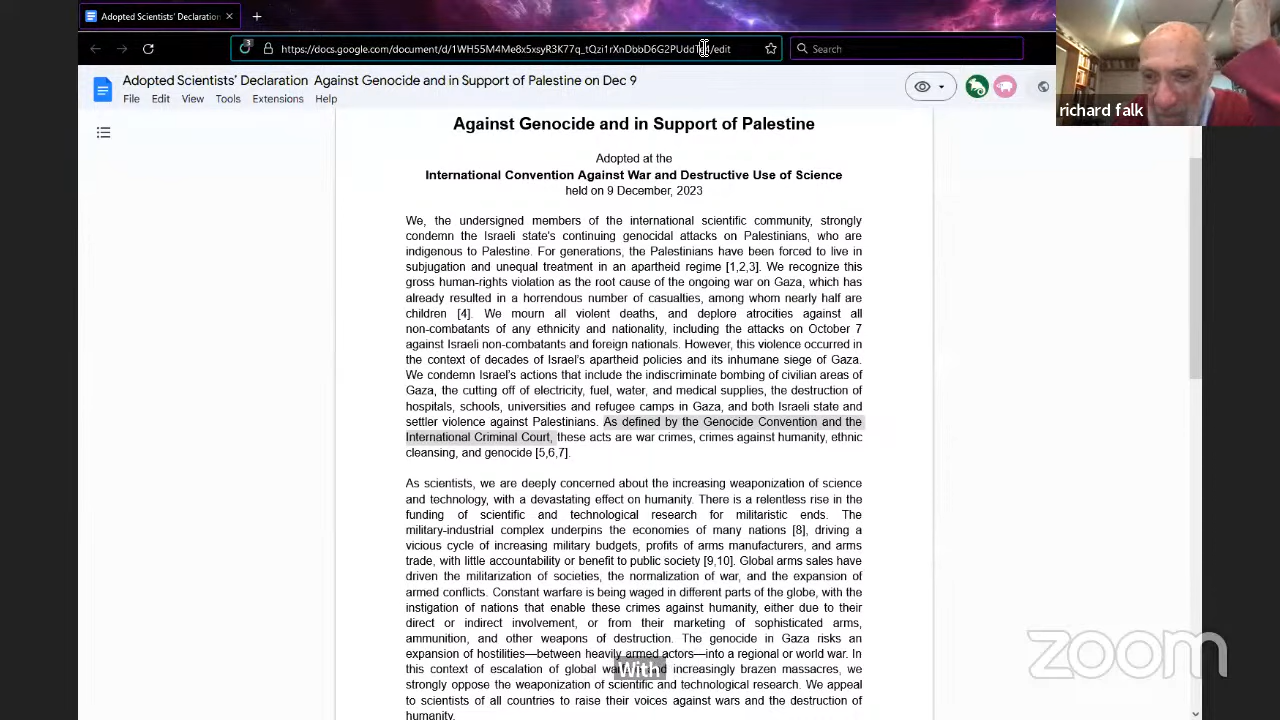 Adopted Scientists' Declaration
https://docs.google.com/document/d/1WH55M4Me8x5xsyR3K77q_tQzi1rXnDbbD6G2PUddT /edit
Search
Adopted Scientists' Declaration Against Genocide and in Support of Palestine on Dec 9
File Edit View Tools Extensions Help
richard falk
Against Genocide and in Support of Palestine
Adopted at the
International Convention Against War and Destructive Use of Science
held on 9 December, 2023
We, the undersigned members of the international scientific community, strongly
condemn the Israeli state's continuing genocidal attacks on Palestinians, who are
indigenous to Palestine. For generations, the Palestinians have been forced to live in
subjugation and unequal treatment in an apartheid regime [1,2,3]. We recognize this
gross human-rights violation as the root cause of the ongoing war on Gaza, which has
already resulted in a horrendous number of casualties, among whom nearly half are
children [4]. We mourn all violent deaths, and deplore atrocities against all
non-combatants of any ethnicity and nationality, including the attacks on October 7
against Israeli non-combatants and foreign nationals. However, this violence occurred in
the context of decades of Israel's apartheid policies and its inhumane siege of Gaza.
We condemn Israel's actions that include the indiscriminate bombing of civilian areas of
Gaza, the cutting off of electricity, fuel, water, and medical supplies, the destruction of
hospitals, schools, universities and refugee camps in Gaza, and both Israeli state and
settler violence against Palestinians. As defined by the Genocide Convention and the
International Criminal Court, these acts are war crimes, crimes against humanity, ethnic
cleansing, and genocide [5,6,7].
As scientists, we are deeply concerned about the increasing weaponization of science
and technology, with a devastating effect on humanity. There is a relentless rise in the
funding of scientific and technological research for militaristic ends. The
military-industrial complex underpins the economies of many nations [8], driving a
vicious cycle of increasing military budgets, profits of arms manufacturers, and arms
trade, with little accountability or benefit to public society [9,10]. Global arms sales have
driven the militarization of societies, the normalization of war, and the expansion of
armed conflicts. Constant warfare is being waged in different parts of the globe, with the
instigation of nations that enable these crimes against humanity, either due to their
direct or indirect involvement, or from their marketing of sophisticated arms,
ammunition, and other weapons of destruction. The genocide in Gaza risks an
expansion of hostilities—between heavily armed actors—into a regional or world war. In
this context of escalation of global increasingly brazen massacres, we
With
strongly oppose the weaponization of scientific and technological research. We appeal
to scientists of all countries to raise their voices against wars and the destruction of
humanity.
zoom